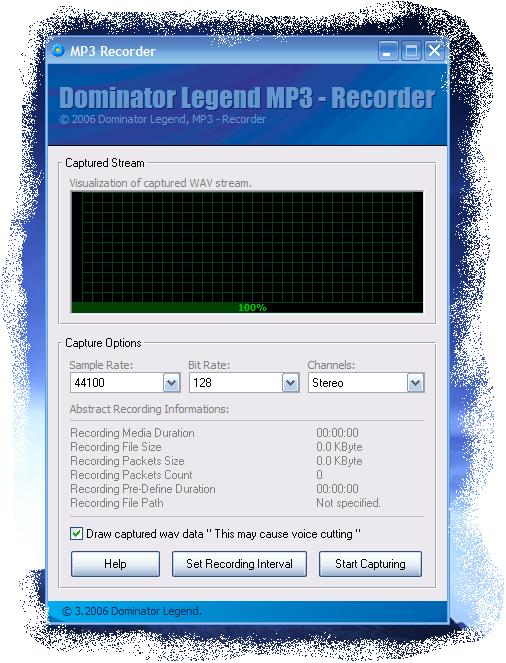 MP3 Recorder
Dominator Legend MP3 - Recorder
© 2006 Dominator Legend, MP3 - Recorder
Captured Stream
Visualization of captured WAV stream.
100%
Capture Options
Sample Rate: Bit Rate: Channels:
44100 128 Stereo
Abstract Recording Informations:
Recording Media Duration 00:00:00
Recording File Size 0.0 KByte
Recording Packets Size 0.0 KByte
Recording Packets Count 0
Recording Pre-Define Duration 00:00:00
Recording File Path Not specified.
Draw captured wav data " This may cause voice cutting "
Help Set Recording Interval Start Capturing
© 3.2006 Dominator Legend.